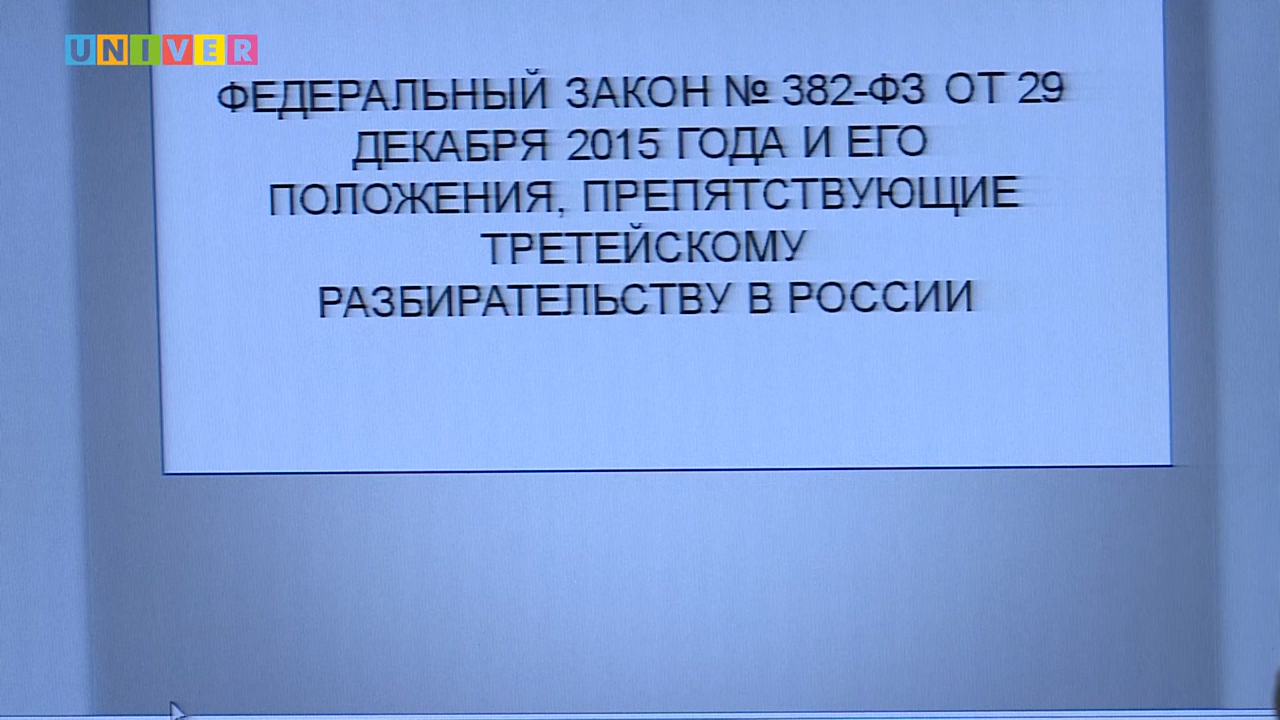 UNIVER
ФЕДЕРАЛЬНЫЙ ЗАКОН № 382-ФЗ ОТ 29
ДЕКАБРЯ 2015 ГОДА И ЕГО
ПОЛОЖЕНИЯ, ПРЕПЯТСТВУЮЩИЕ
ТРЕТЕЙСКОМУ
РАЗБИРАТЕЛЬСТВУ В РОССИИ